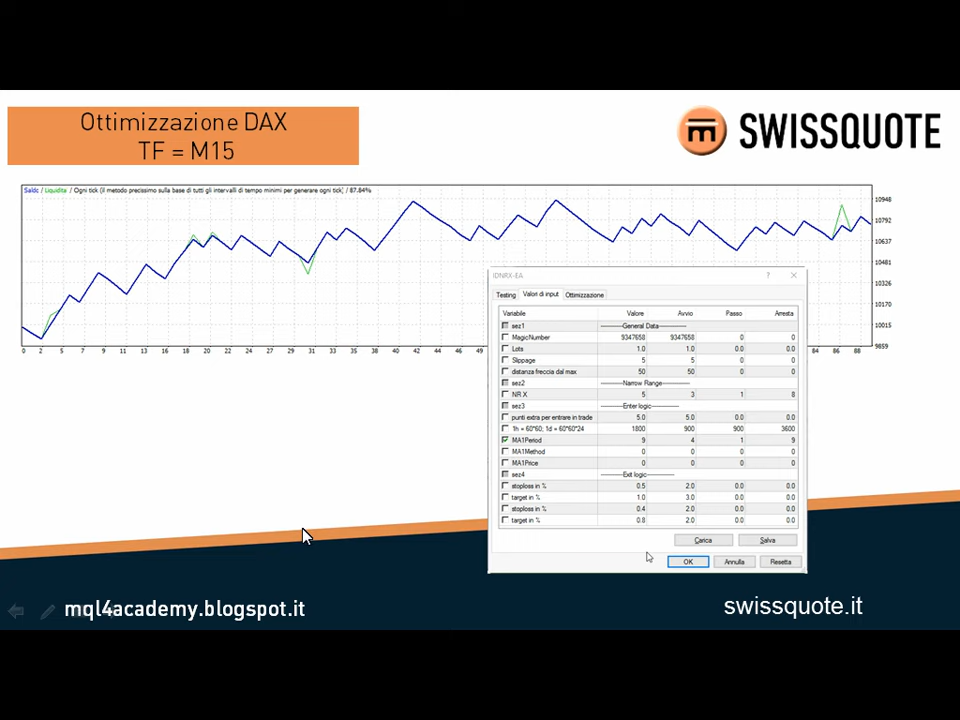 Ottimizzazione DAX
TF = M15
SWISSQUOTE
Saldo / Liquidita / Ogni tick (il metodo precissimo sulla base di tutti gli intervalli di tempo minimi per generare ogni tick) / 87.84%
10948
10792
10637
10481
10326
10170
10015
9859
0 2 5 7 9 11 13 16 18 20 22 24 27 29 31 33 35 38 40 42 44 46 49 84 86 88
IDNRX-EA ?
Testing Valori di input Ottimizzazione
Variabile Valore Avvio Passo Arresta
sez1 -------General Data-------
MagicNumber 9347658 9347658 0 0
Lots 1.0 1.0 0.0 0.0
Slippage 5 5 0 0
distanza freccia dal max 50 50 0 0
sez2 -------Narrow Range-------
NR X 5 3 1 8
sez3 -------Enter logic-------
punti extra per entrare in trade 5.0 5.0 0.0 0.0
1h = 60*60; 1d = 60*60*24 1800 900 900 3600
MA1Period 9 4 1 9
MA1Method 0 0 0 0
MA1Price 0 0 0 0
sez4 -------Exit logic-------
stoploss in % 0.5 2.0 0.0 0.0
target in % 1.0 3.0 0.0 0.0
stoploss in % 0.4 2.0 0.0 0.0
target in % 0.8 2.0 0.0 0.0
Carica Salva
OK Annulla Resetta
mql4academy.blogspot.it
swissquote.it